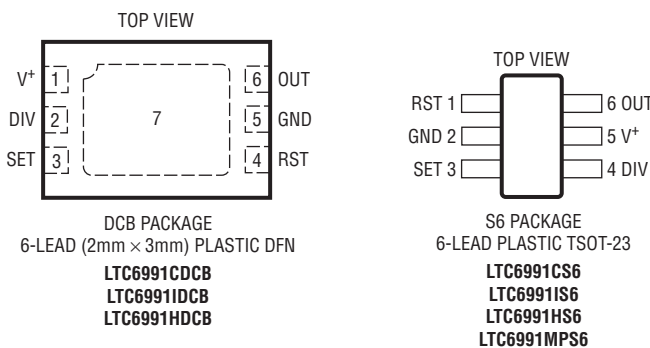 TOP VIEW
V+ 1
DIV 2
SET 3
7
6 OUT
5 GND
4 RST
DCB PACKAGE
6-LEAD (2mm × 3mm) PLASTIC DFN
LTC6991CDCB
LTC6991IDCB
LTC6991HDCB
TOP VIEW
RST 1
GND 2
SET 3
6 OUT
5 V+
4 DIV
S6 PACKAGE
6-LEAD PLASTIC TSOT-23
LTC6991CS6
LTC6991IS6
LTC6991HS6
LTC6991MPS6